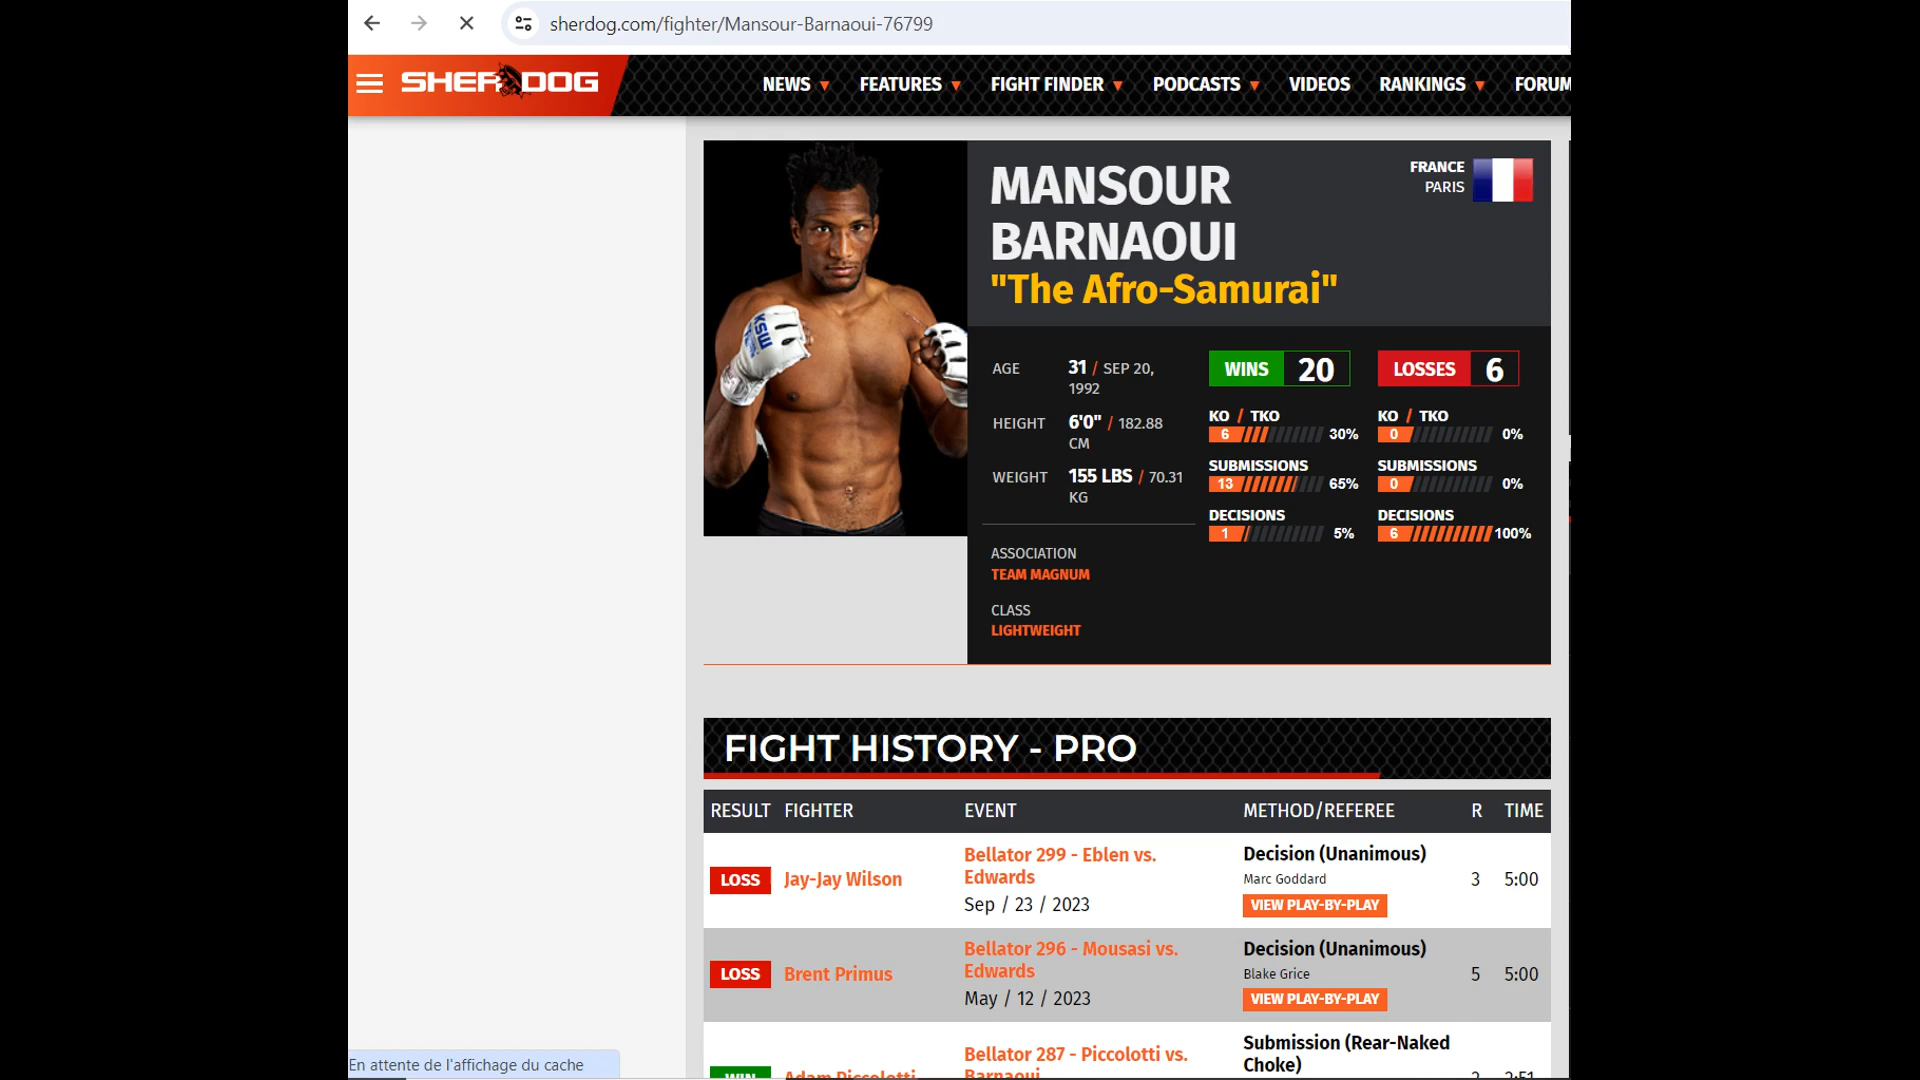 sherdog.com/fighter/Mansour-Barnaoui-76799
SHERDOG
NEWS ▼ FEATURES ▼ FIGHT FINDER ▼ PODCASTS ▼ VIDEOS RANKINGS ▼ FORUM
MANSOUR
BARNAOUI
"The Afro-Samurai"
FRANCE
PARIS
KSW
AGE 31 / SEP 20,
1992
HEIGHT 6'0" / 182.88
CM
WEIGHT 155 LBS / 70.31
KG
ASSOCIATION
TEAM MAGNUM
CLASS
LIGHTWEIGHT
WINS 20
KO / TKO
6 30%
SUBMISSIONS
13 65%
DECISIONS
1 5%
LOSSES 6
KO / TKO
0 0%
SUBMISSIONS
0 0%
DECISIONS
6 100%
FIGHT HISTORY - PRO
RESULT FIGHTER EVENT METHOD/REFEREE R TIME
LOSS Jay-Jay Wilson
Bellator 299 - Eblen vs.
Edwards
Sep / 23 / 2023
Decision (Unanimous)
Marc Goddard
VIEW PLAY-BY-PLAY
3 5:00
LOSS Brent Primus
Bellator 296 - Mousasi vs.
Edwards
May / 12 / 2023
Decision (Unanimous)
Blake Grice
VIEW PLAY-BY-PLAY
5 5:00
WIN Adam Piccolotti
Bellator 287 - Piccolotti vs.
Barnaoui
Submission (Rear-Naked
Choke)
En attente de l'affichage du cache